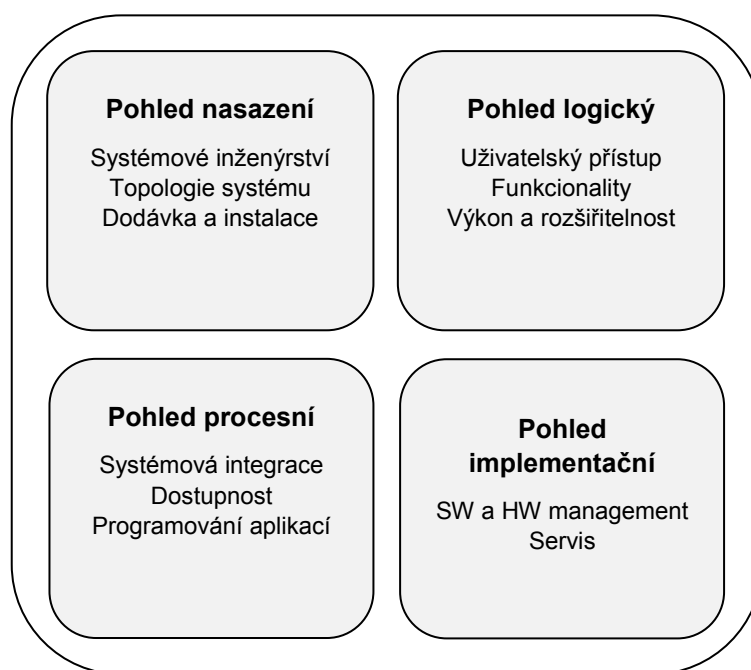 Pohled nasazení
Systémové inženýrství
Topologie systému
Dodávka a instalace
Pohled logický
Uživatelský přístup
Funkcionality
Výkon a rozšiřitelnost
Pohled procesní
Systémová integrace
Dostupnost
Programování aplikací
Pohled
implementační
SW a HW management
Servis